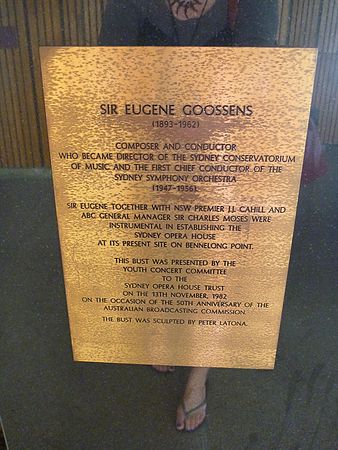 SIR EUGENE GOOSSENS
(1893-1962)
COMPOSER AND CONDUCTOR
WHO BECAME DIRECTOR OF THE SYDNEY CONSERVATORIUM
OF MUSIC AND THE FIRST CHIEF CONDUCTOR OF THE
SYDNEY SYMPHONY ORCHESTRA
(1947-1956).
SIR EUGENE TOGETHER WITH NSW PREMIER J.J. CAHILL AND
ABC GENERAL MANAGER SIR CHARLES MOSES WERE
INSTRUMENTAL IN ESTABLISHING THE
SYDNEY OPERA HOUSE
AT ITS PRESENT SITE ON BENNELONG POINT.
THIS BUST WAS PRESENTED BY THE
YOUTH CONCERT COMMITTEE
TO THE
SYDNEY OPERA HOUSE TRUST
ON THE 13TH NOVEMBER, 1982
ON THE OCCASION OF THE 50TH ANNIVERSARY OF THE
AUSTRALIAN BROADCASTING COMMISSION.
THE BUST WAS SCULPTED BY PETER LATONA.